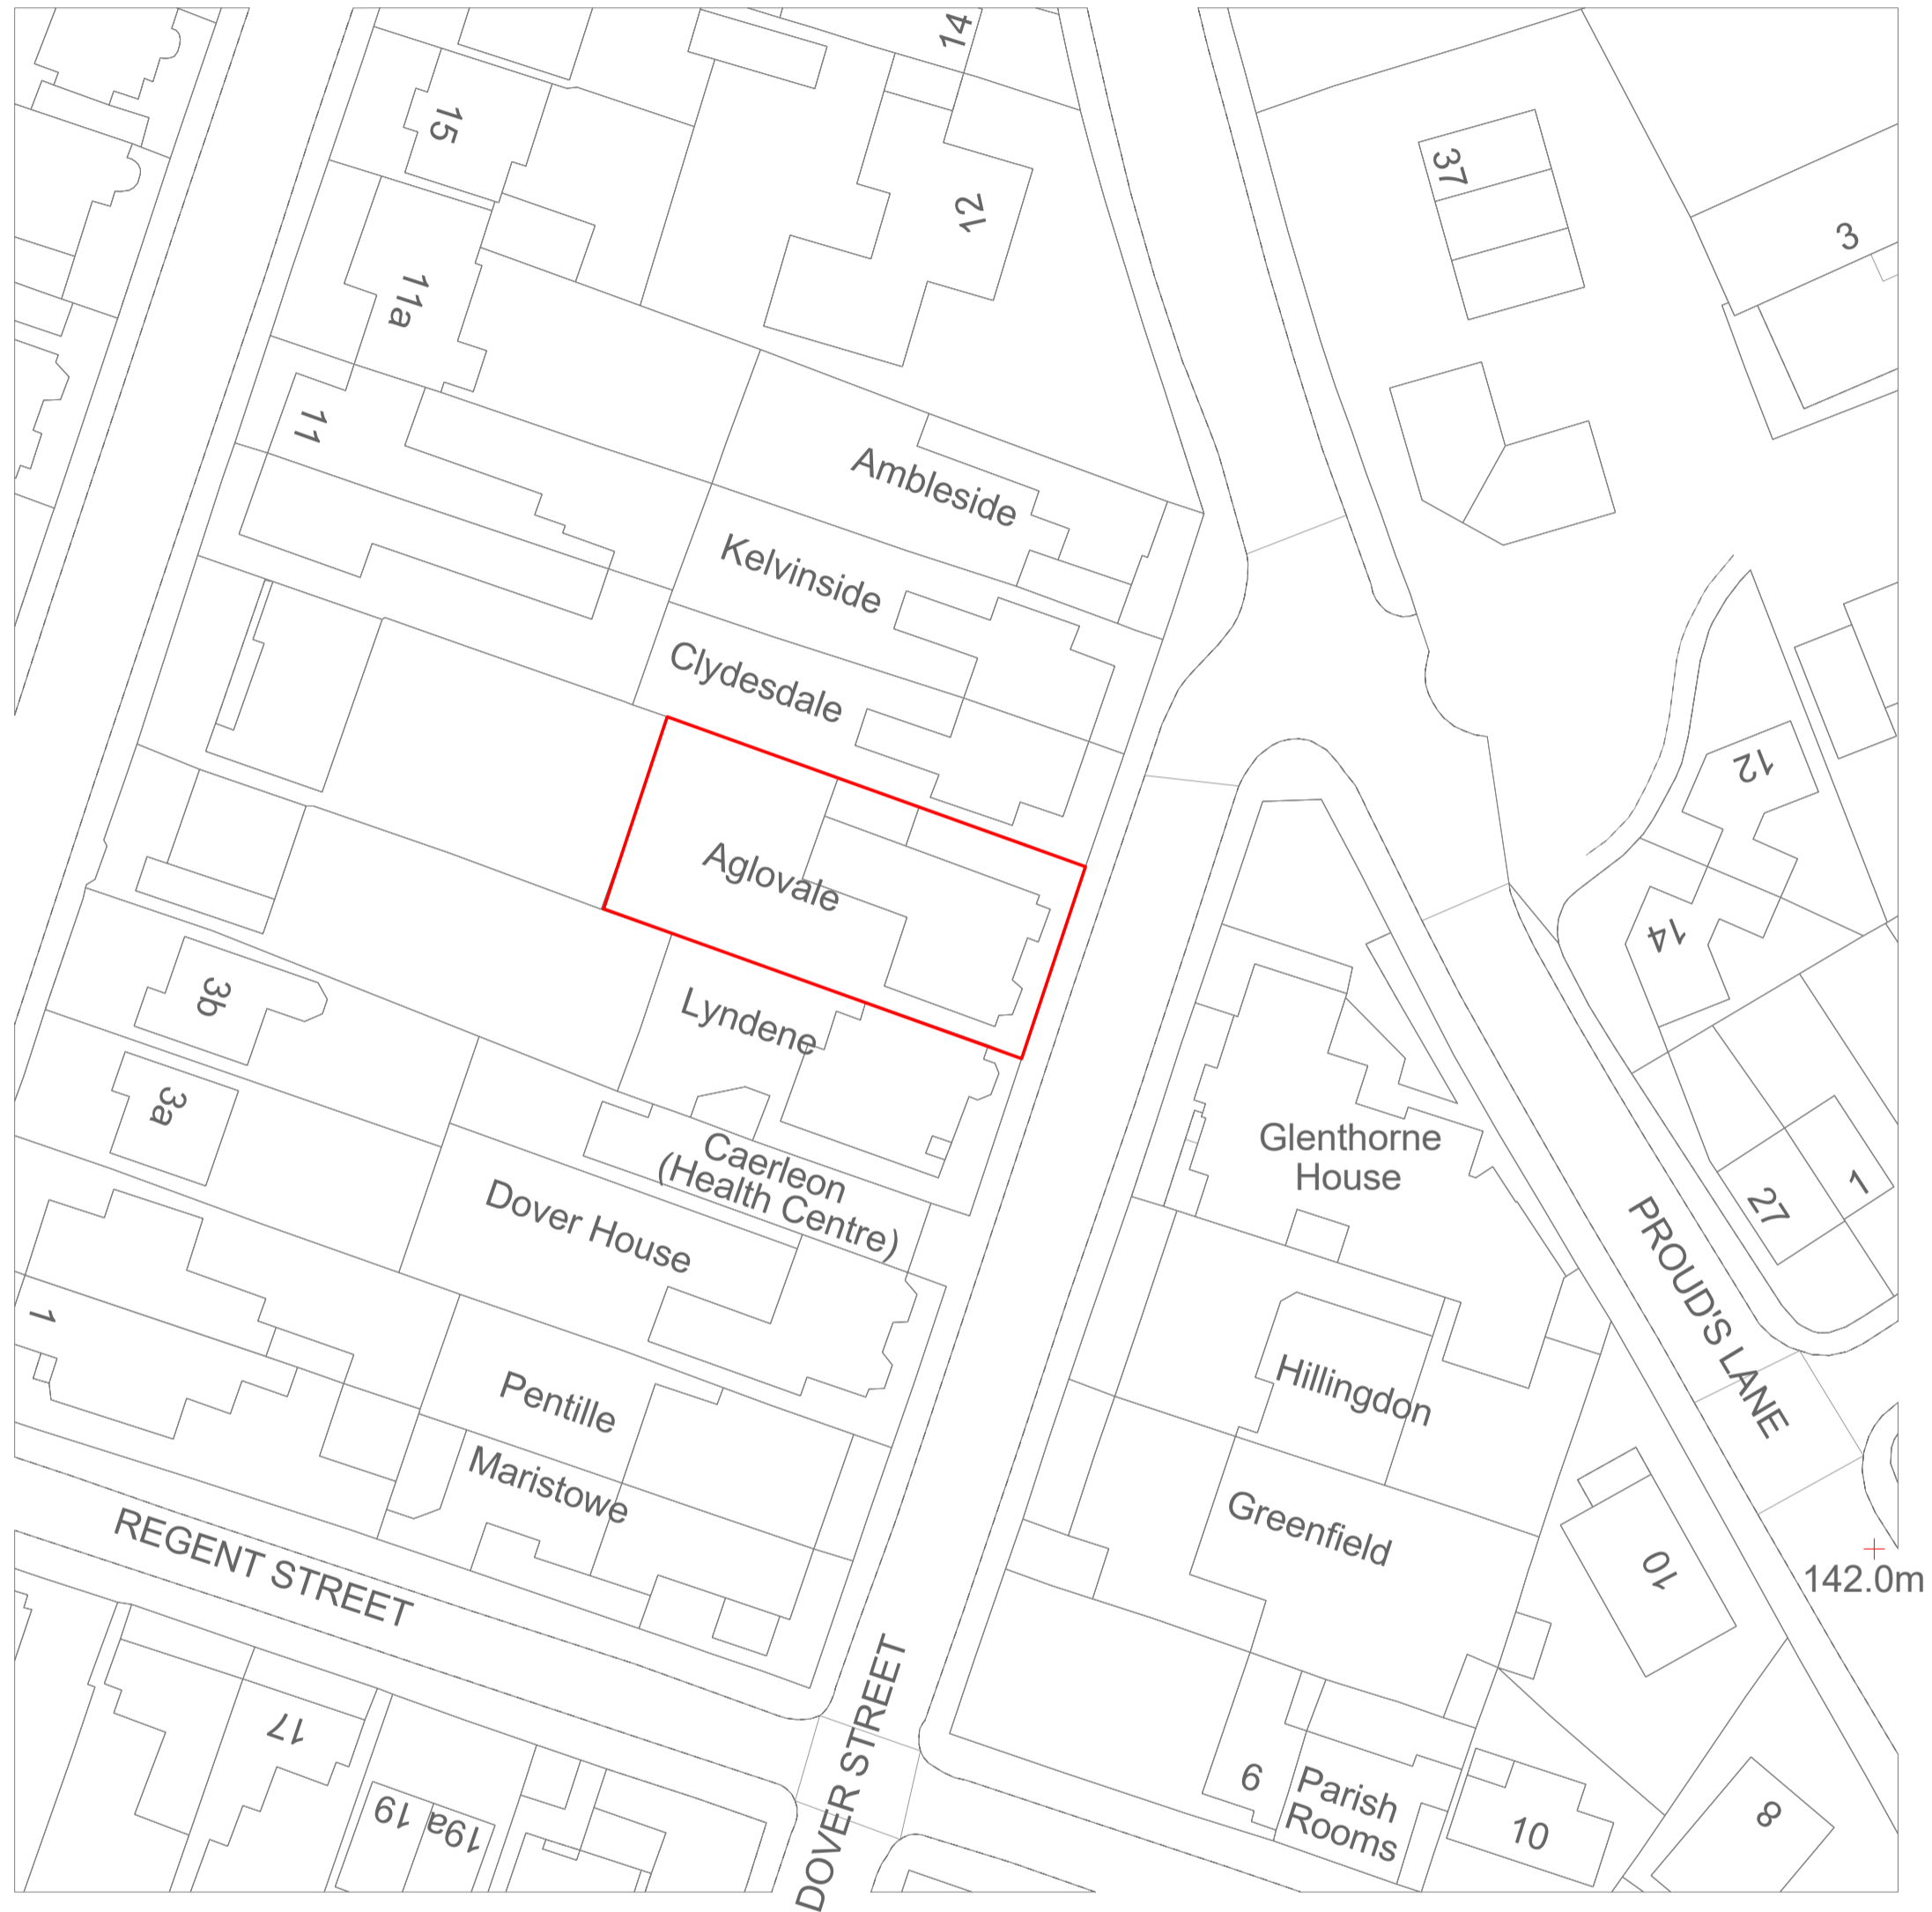 14
15
37
2
3
11a
11
Ambleside
Kelvinside
Clydesdale
12
Aglovale
14
3b
Lyndene
3a
Glenthorne
House
Caerleon
(Health Centre)
Dover House
27
1
PROUD'S LANE
1
Pentille
Hillingdon
Maristowe
Greenfield
REGENT STREET
10
142.0m
17
DOVER STREET
6
Parish
Rooms
19
19a
10
8